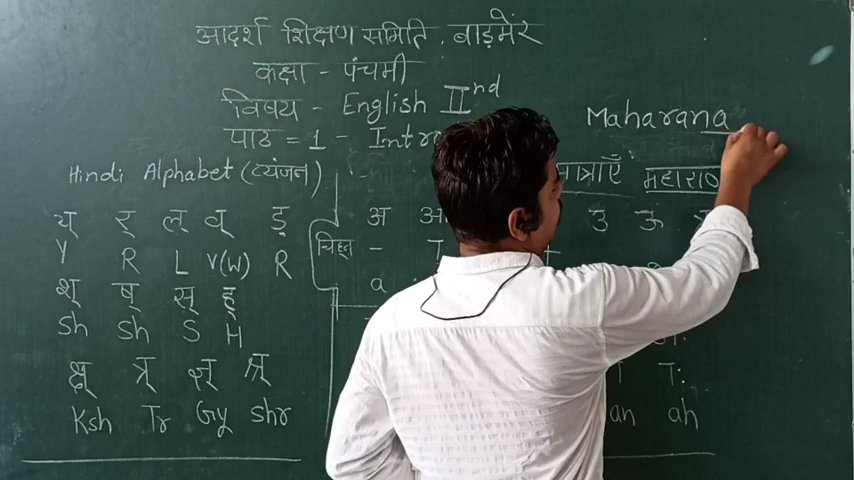 आदर्श शिक्षण समिति, बाड़मेर
कक्षा - पंचमी
विषय - English IInd
पाठ = 1 - Intro
Maharana
Hindi Alphabet (व्यंजन)
मात्राएँ महाराण
य् र् ल् व् ड़्
Y R L V(W) R
श् ष् स् ह्
Sh Sh S H
क्ष् त्र् ज्ञ् श्र्
Ksh Tr Gy shr
अ उ ऊ
चिह्न -
a
an ah